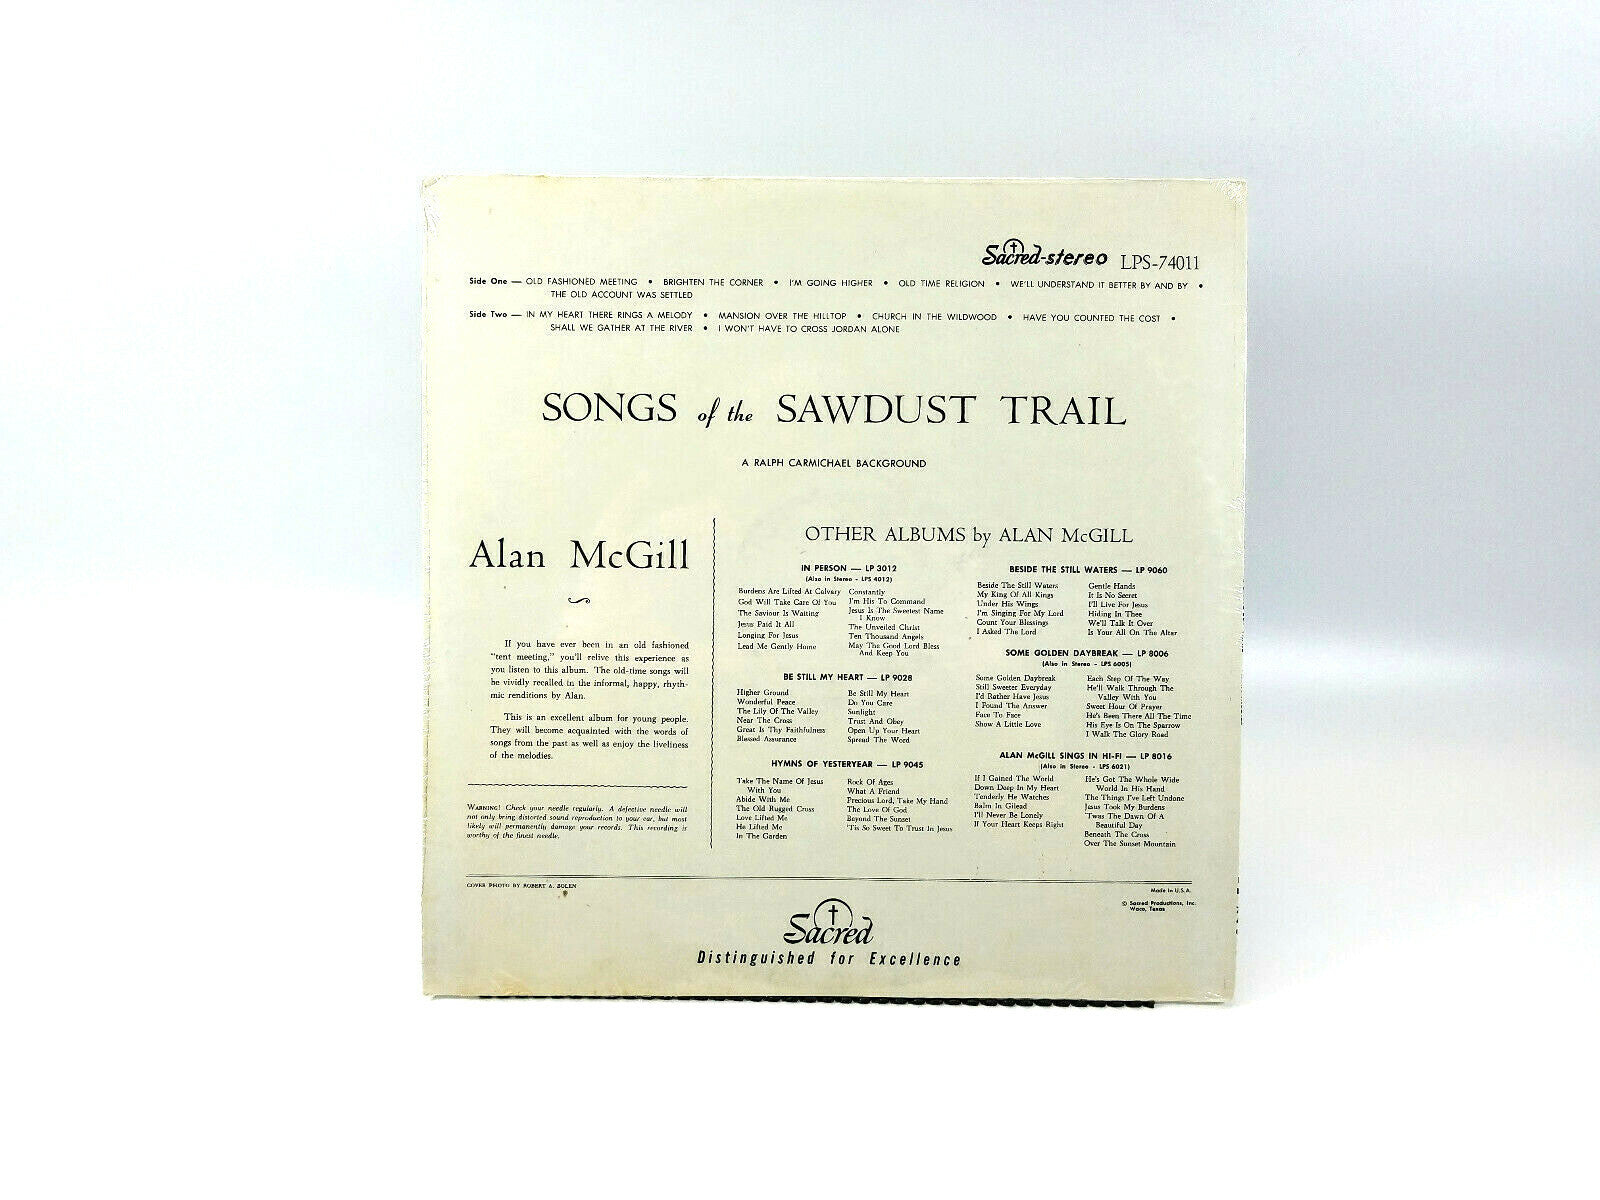 Sacred-stereo LPS-74011
Side One — OLD FASHIONED MEETING • BRIGHTEN THE CORNER • I'M GOING HIGHER • OLD TIME RELIGION • WE'LL UNDERSTAND IT BETTER BY AND BY •
THE OLD ACCOUNT WAS SETTLED
Side Two — IN MY HEART THERE RINGS A MELODY • MANSION OVER THE HILLTOP • CHURCH IN THE WILDWOOD • HAVE YOU COUNTED THE COST •
SHALL WE GATHER AT THE RIVER • I WON'T HAVE TO CROSS JORDAN ALONE
SONGS of the SAWDUST TRAIL
A RALPH CARMICHAEL BACKGROUND
Alan McGill
If you have ever been in an old fashioned
"tent meeting," you'll relive this experience as
you listen to this album. The old-time songs will
be vividly recalled in the informal, happy, rhyth-
mic renditions by Alan.
This is an excellent album for young people.
They will become acquainted with the words of
songs from the past as well as enjoy the liveliness
of the melodies.
WARNING! Check your needle regularly. A defective needle will
not only bring distorted sound reproduction to your ear, but most
likely will permanently damage your records. This recording is
worthy of the finest needle.
OTHER ALBUMS by ALAN McGILL
IN PERSON — LP 3012
(Also in Stereo - LPS 4012)
Burdens Are Lifted At Calvary
God Will Take Care Of You
The Saviour Is Waiting
Jesus Paid It All
Longing For Jesus
Lead Me Gently Home
Constantly
I'm His To Command
Jesus Is The Sweetest Name
I Know
The Unveiled Christ
Ten Thousand Angels
May The Good Lord Bless
And Keep You
BE STILL MY HEART — LP 9028
Higher Ground
Wonderful Peace
The Lily Of The Valley
Near The Cross
Great Is Thy Faithfulness
Blessed Assurance
Be Still My Heart
Do You Care
Sunlight
Trust And Obey
Open Up Your Heart
Spread The Word
HYMNS OF YESTERYEAR — LP 9045
Take The Name Of Jesus
With You
Abide With Me
The Old Rugged Cross
Love Lifted Me
He Lifted Me
In The Garden
Rock Of Ages
What A Friend
Precious Lord, Take My Hand
The Love Of God
Beyond The Sunset
'Tis So Sweet To Trust In Jesus
BESIDE THE STILL WATERS — LP 9060
Beside The Still Waters
My King Of All Kings
Under His Wings
I'm Singing For My Lord
Count Your Blessings
I Asked The Lord
Gentle Hands
It Is No Secret
I'll Live For Jesus
Hiding In Thee
We'll Talk It Over
Is Your All On The Altar
SOME GOLDEN DAYBREAK — LP 8006
(Also in Stereo - LPS 6005)
Some Golden Daybreak
Still Sweeter Everyday
I'd Rather Have Jesus
I Found The Answer
Face To Face
Show A Little Love
Each Step Of The Way
He'll Walk Through The
Valley With You
Sweet Hour Of Prayer
He's Been There All The Time
His Eye Is On The Sparrow
I Walk The Glory Road
ALAN McGILL SINGS IN HI-FI — LP 8016
(Also in Stereo - LPS 6021)
If I Gained The World
Down Deep In My Heart
Tenderly He Watches
Balm In Gilead
I'll Never Be Lonely
If Your Heart Keeps Right
He's Got The Whole Wide
World In His Hand
The Things I've Left Undone
Jesus Took My Burdens
'Twas The Dawn Of A
Beautiful Day
Beneath The Cross
Over The Sunset Mountain
COVER PHOTO BY ROBERT A. BOLEN
Made in U.S.A.
© Sacred Productions, Inc.
Waco, Texas
Sacred
Distinguished for Excellence